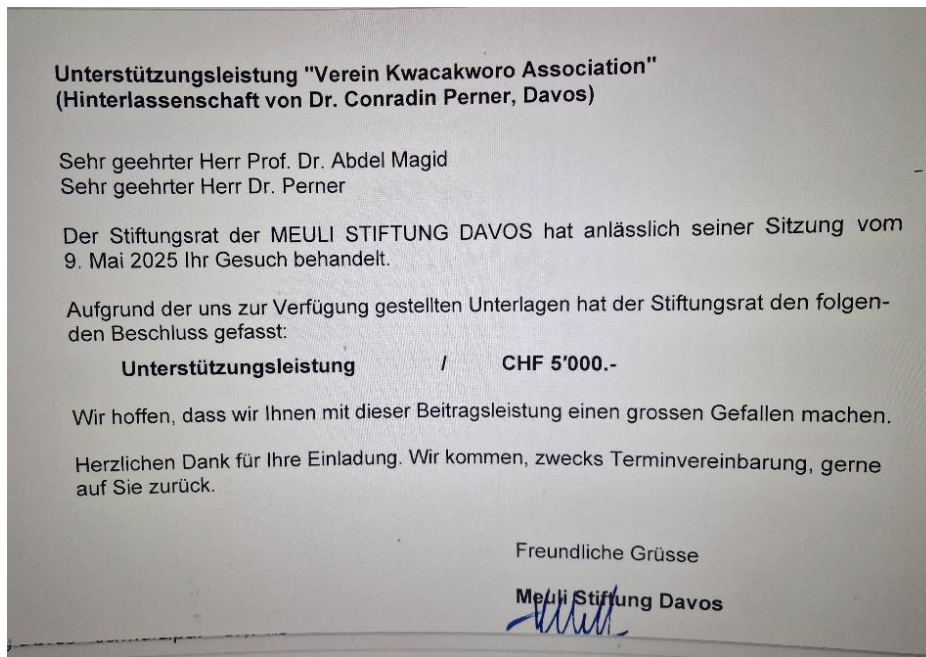 Unterstützungsleistung "Verein Kwacakworo Association"
(Hinterlassenschaft von Dr. Conradin Perner, Davos)
Sehr geehrter Herr Prof. Dr. Abdel Magid
Sehr geehrter Herr Dr. Perner
Der Stiftungsrat der MEULI STIFTUNG DAVOS hat anlässlich seiner Sitzung vom
9. Mai 2025 Ihr Gesuch behandelt.
Aufgrund der uns zur Verfügung gestellten Unterlagen hat der Stiftungsrat den folgen-
den Beschluss gefasst:
Unterstützungsleistung / CHF 5'000.-
Wir hoffen, dass wir Ihnen mit dieser Beitragsleistung einen grossen Gefallen machen.
Herzlichen Dank für Ihre Einladung. Wir kommen, zwecks Terminvereinbarung, gerne
auf Sie zurück.
Freundliche Grüsse
Meuli Stiftung Davos